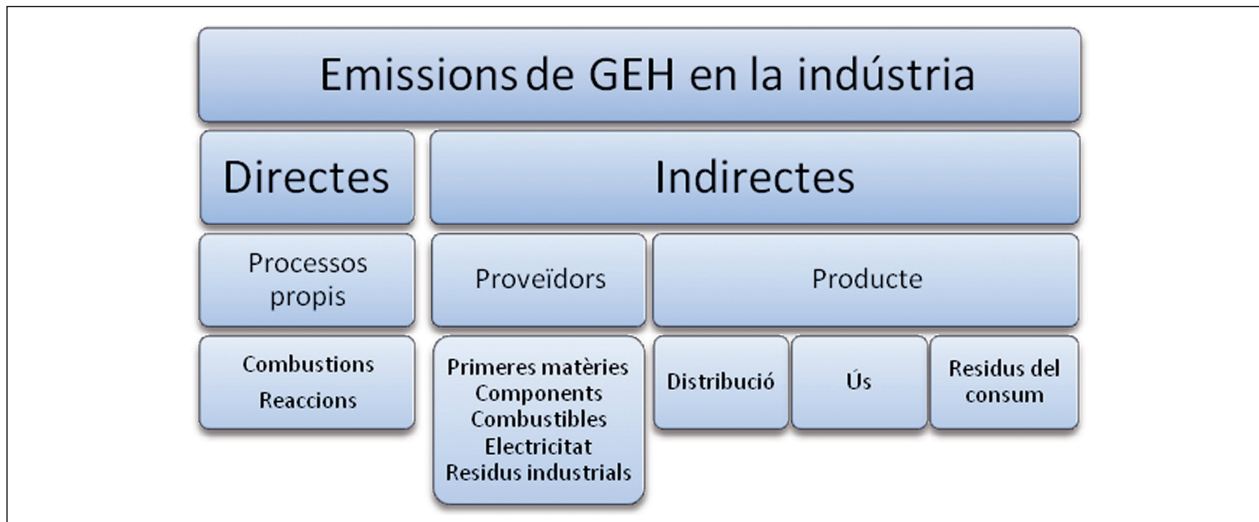 Emissions de GEH en la indústria
Directes
Indirectes
Processos
propis
Proveïdors
Producte
Combustions
Reaccions
Primeres matèries
Components
Combustibles
Electricitat
Residus industrials
Distribució
Ús
Residus del
consum